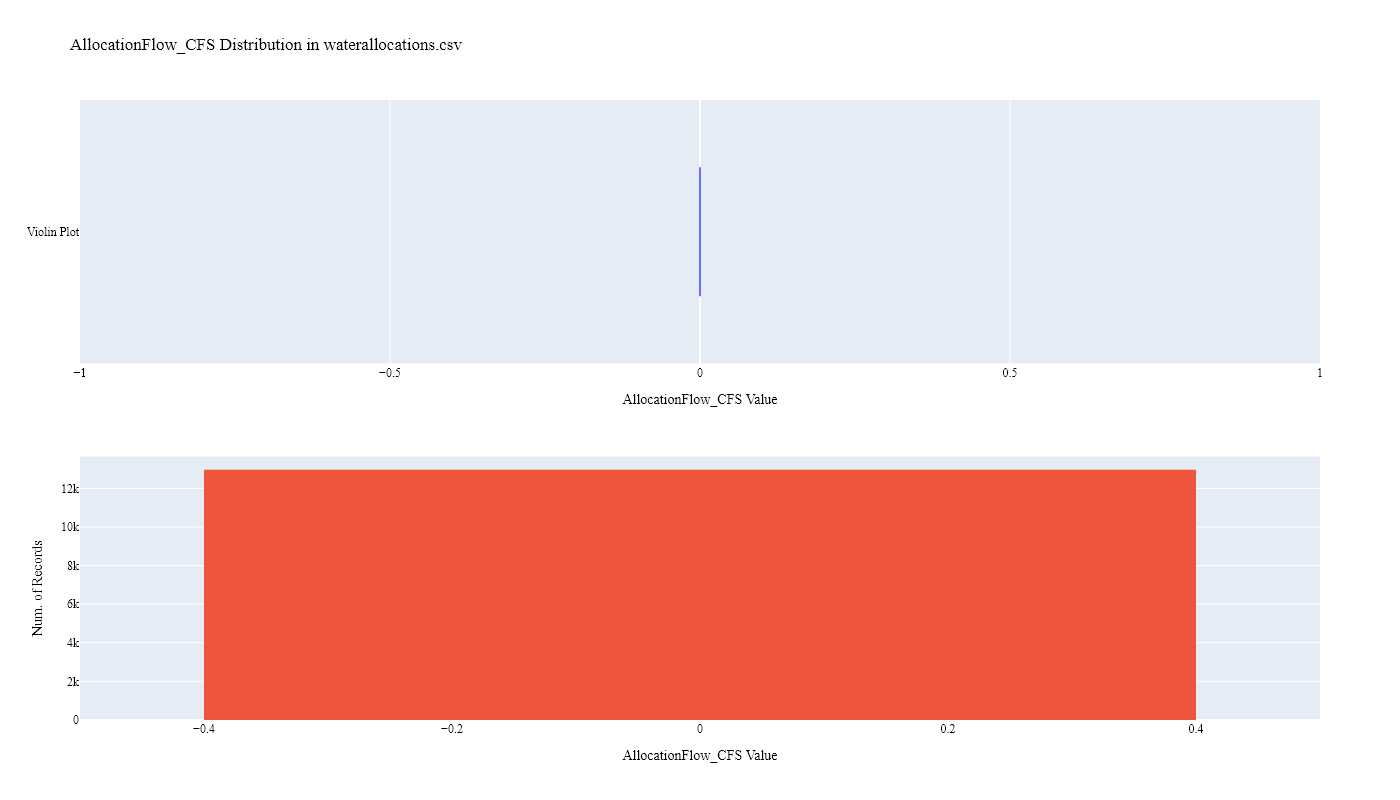 AllocationFlow_CFS Distribution in waterallocations.csv
Violin Plot
−1 −0.5 0 0.5 1
AllocationFlow_CFS Value
Num. of Records
12k
10k
8k
6k
4k
2k
0
−0.4 −0.2 0 0.2 0.4
AllocationFlow_CFS Value